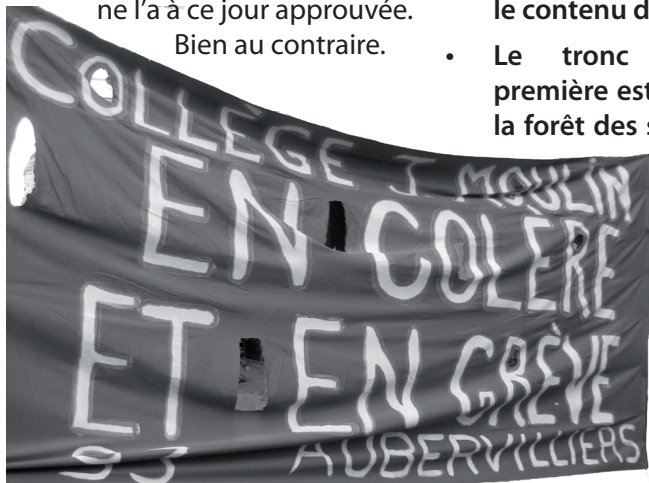 ne l'a à ce jour approuvée.
Bien au contraire.
le contenu d
• Le tronc
première est
la forêt des s
COLLÈGE J MOULIN
EN COLÈRE
ET EN GRÈVE
93 AUBERVILLIERS